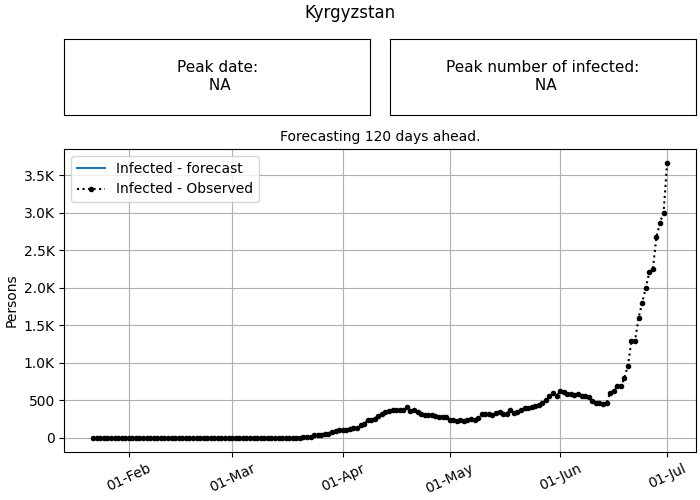 Kyrgyzstan
Peak date:
NA
Peak number of infected:
NA
Forecasting 120 days ahead.
Infected - forecast
Infected - Observed
3.5K
3.0K
2.5K
2.0K
1.5K
1.0K
500
0
Persons
01-Feb
01-Mar
01-Apr
01-May
01-Jun
01-Jul